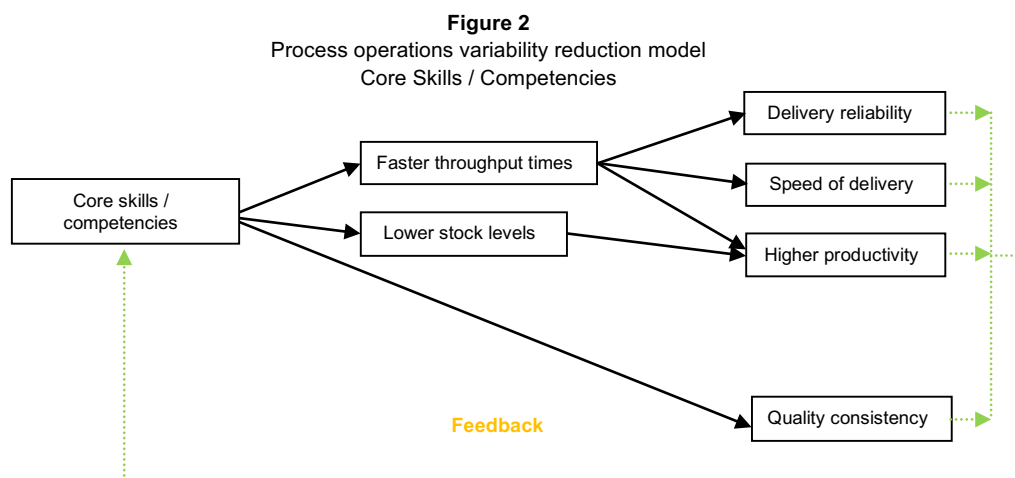 Figure 2
Process operations variability reduction model
Core Skills / Competencies
Delivery reliability
Faster throughput times
Core skills /
competencies
Speed of delivery
Lower stock levels
Higher productivity
Quality consistency
Feedback